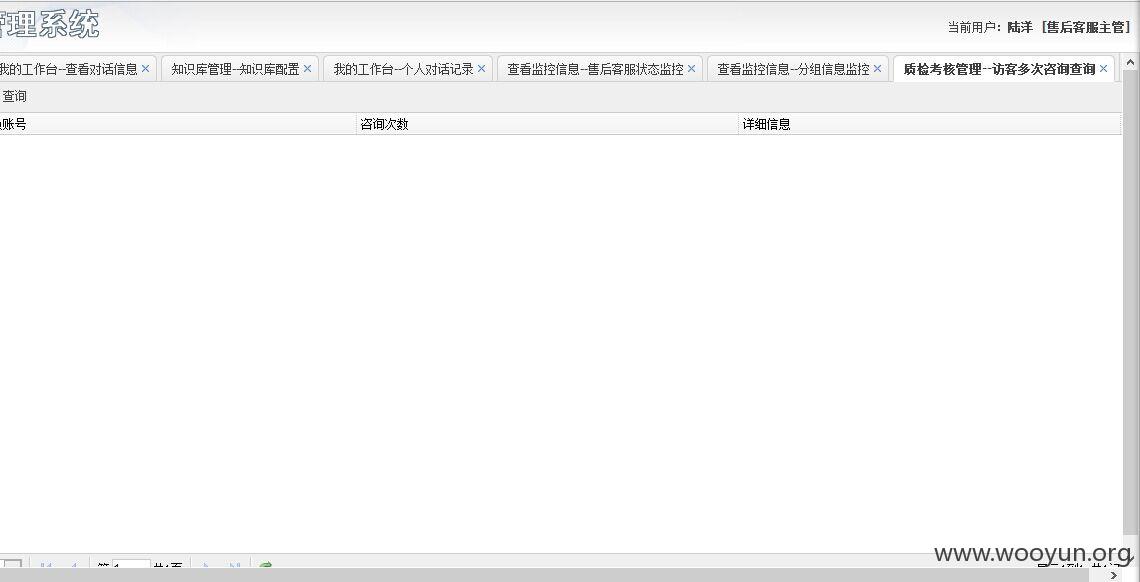 管理系统
当前用户：陆洋 [售后客服主管]
我的工作台--查看对话信息 × 知识库管理--知识库配置 × 我的工作台--个人对话记录 × 查看监控信息--售后客服状态监控 × 查看监控信息--分组信息监控 × 质检考核管理--访客多次咨询查询 ×
查询
账号 咨询次数 详细信息
www.wooyun.org
第 1